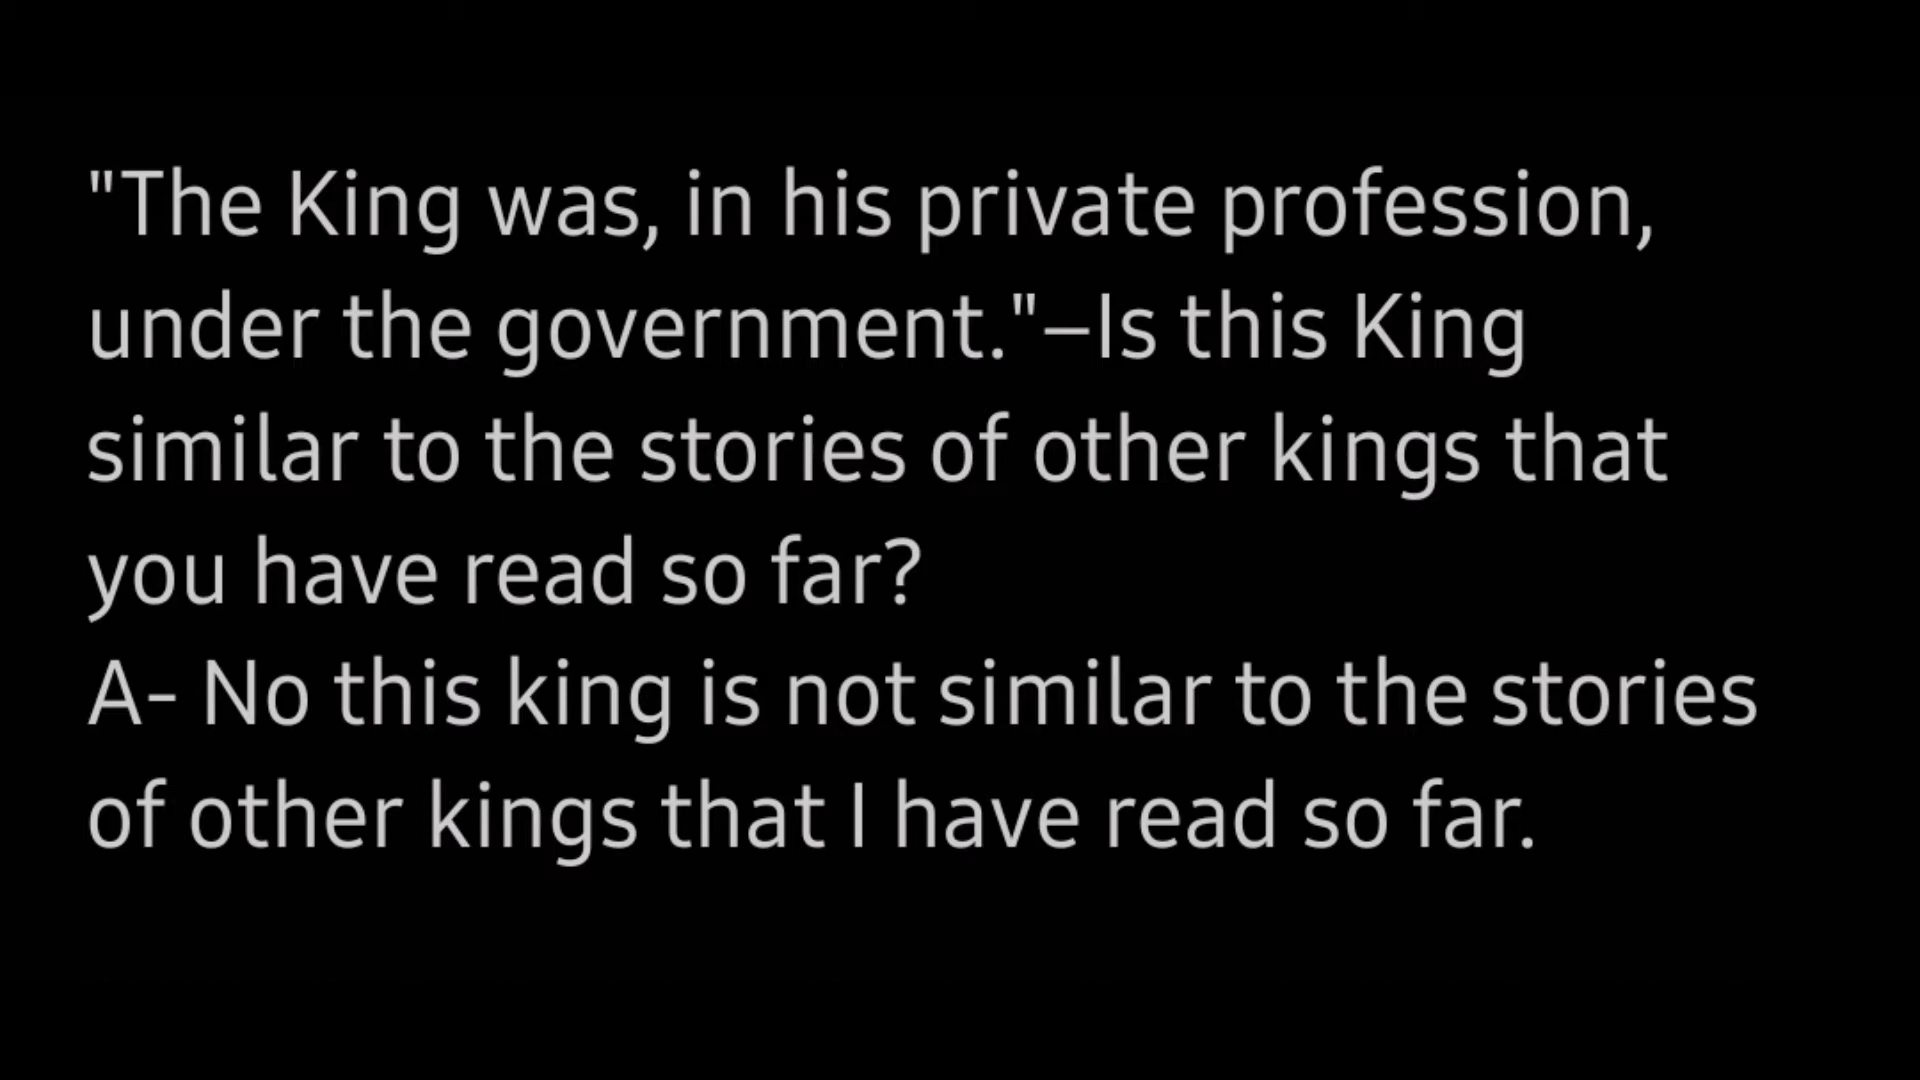 "The King was, in his private profession,
under the government."–Is this King
similar to the stories of other kings that
you have read so far?
A- No this king is not similar to the stories
of other kings that I have read so far.